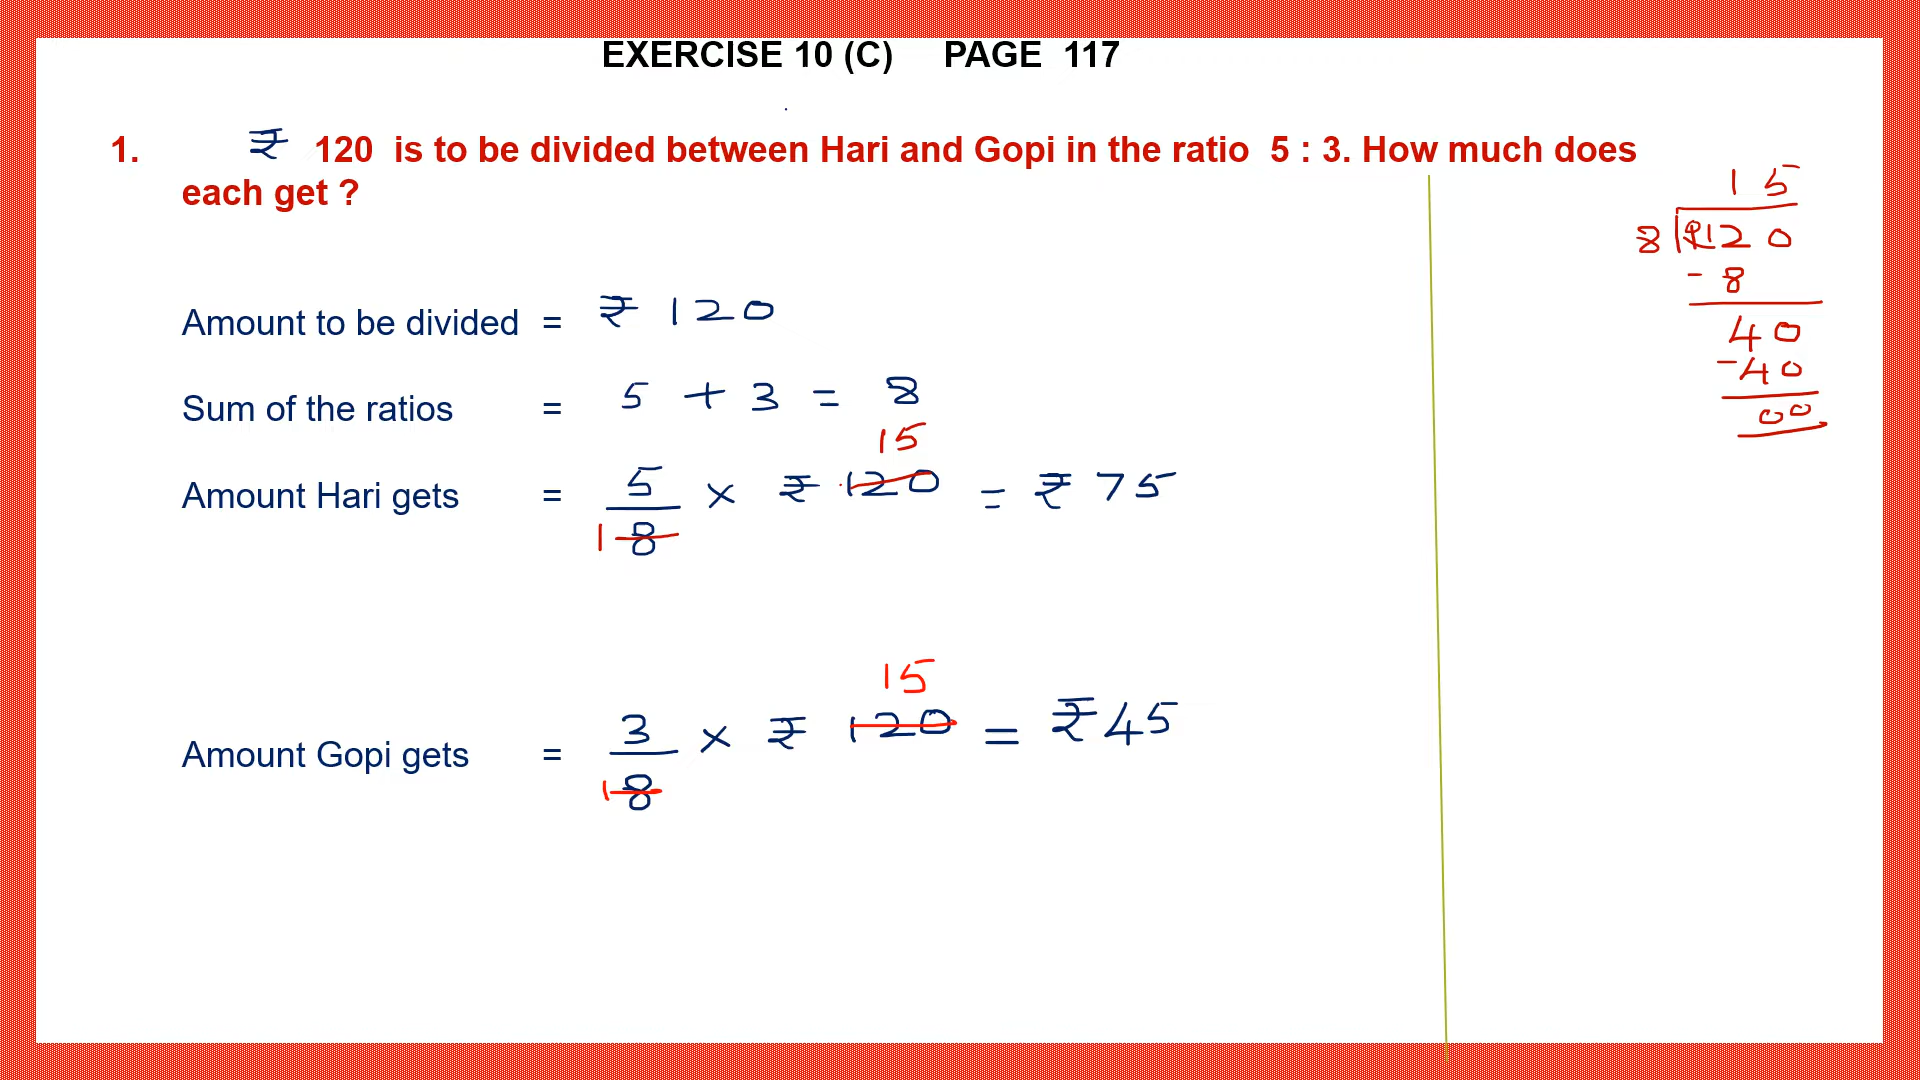 EXERCISE 10 (C) PAGE 117
1. ₹ 120 is to be divided between Hari and Gopi in the ratio 5 : 3. How much does
each get ?
Amount to be divided = ₹ 120
Sum of the ratios = 5 + 3 = 8
15
Amount Hari gets = 5/8 × ₹ 120 = ₹ 75
1
15
Amount Gopi gets = 3/8 × ₹ 120 = ₹ 45
1
15
8 120
- 8
40
- 40
00